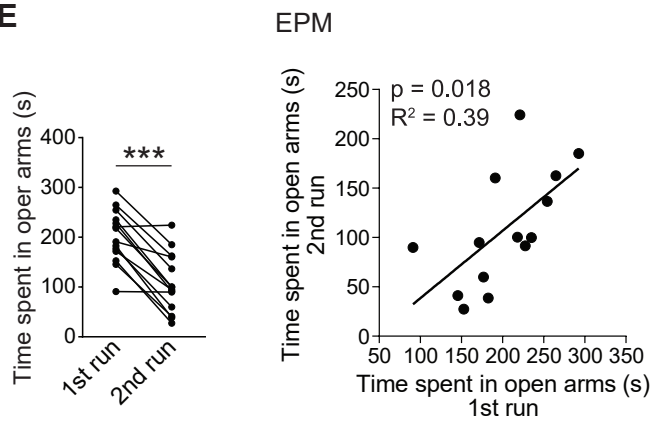 E
EPM
Time spent in oper arms (s)
400
300
200
100
0
***
1st run
2nd run
Time spent in open arms (s)
2nd run
250
200
150
100
50
0
p = 0.018
R² = 0.39
50 100 150 200 250 300 350
Time spent in open arms (s)
1st run